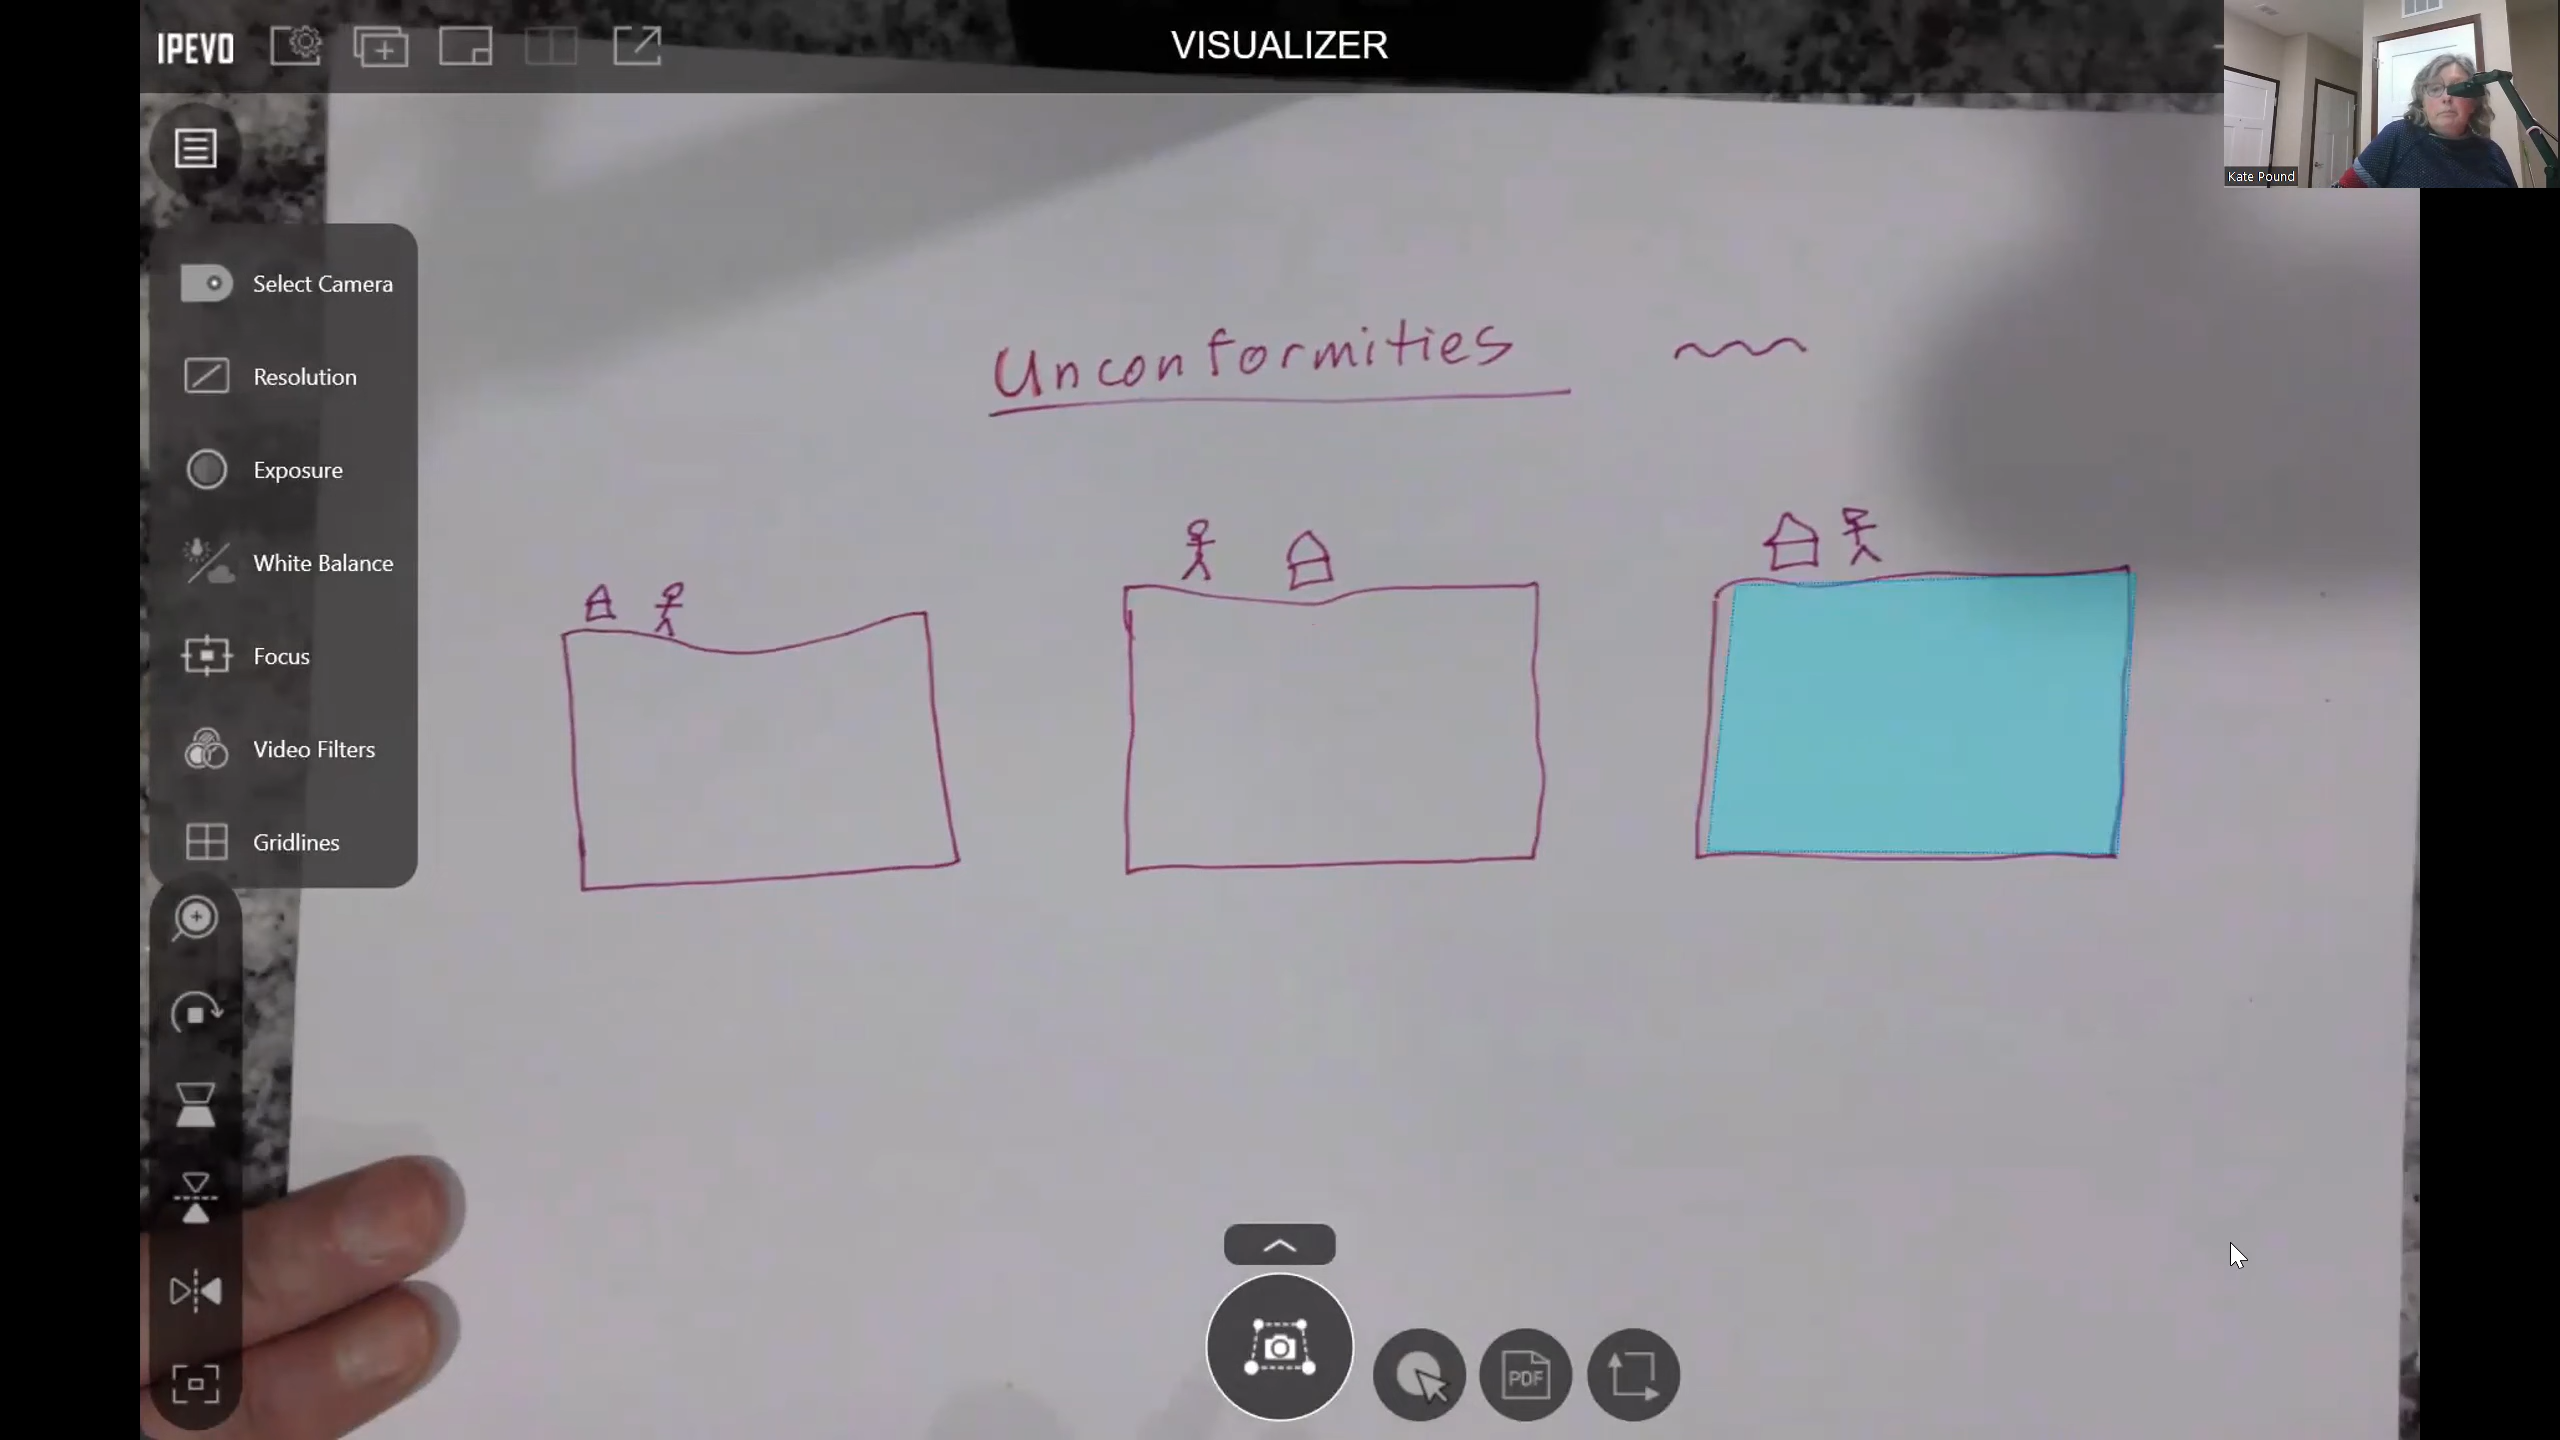 IPEVO
VISUALIZER
Kate Pound
Select Camera
Resolution
Exposure
White Balance
Focus
Video Filters
Gridlines
Unconformities
PDF